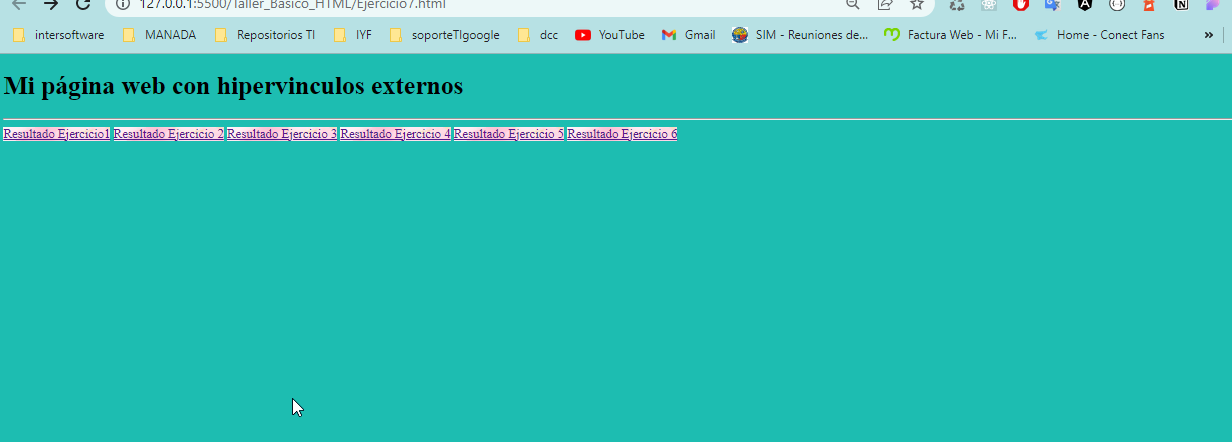 127.0.0.1:5500/Taller_Basico_HTML/Ejercicio7.html
intersoftware MANADA Repositorios TI IYF soporteTIgoogle dcc YouTube Gmail SIM - Reuniones de... Factura Web - Mi F... Home - Conect Fans »
Mi página web con hipervinculos externos
Resultado Ejercicio1 Resultado Ejercicio 2 Resultado Ejercicio 3 Resultado Ejercicio 4 Resultado Ejercicio 5 Resultado Ejercicio 6